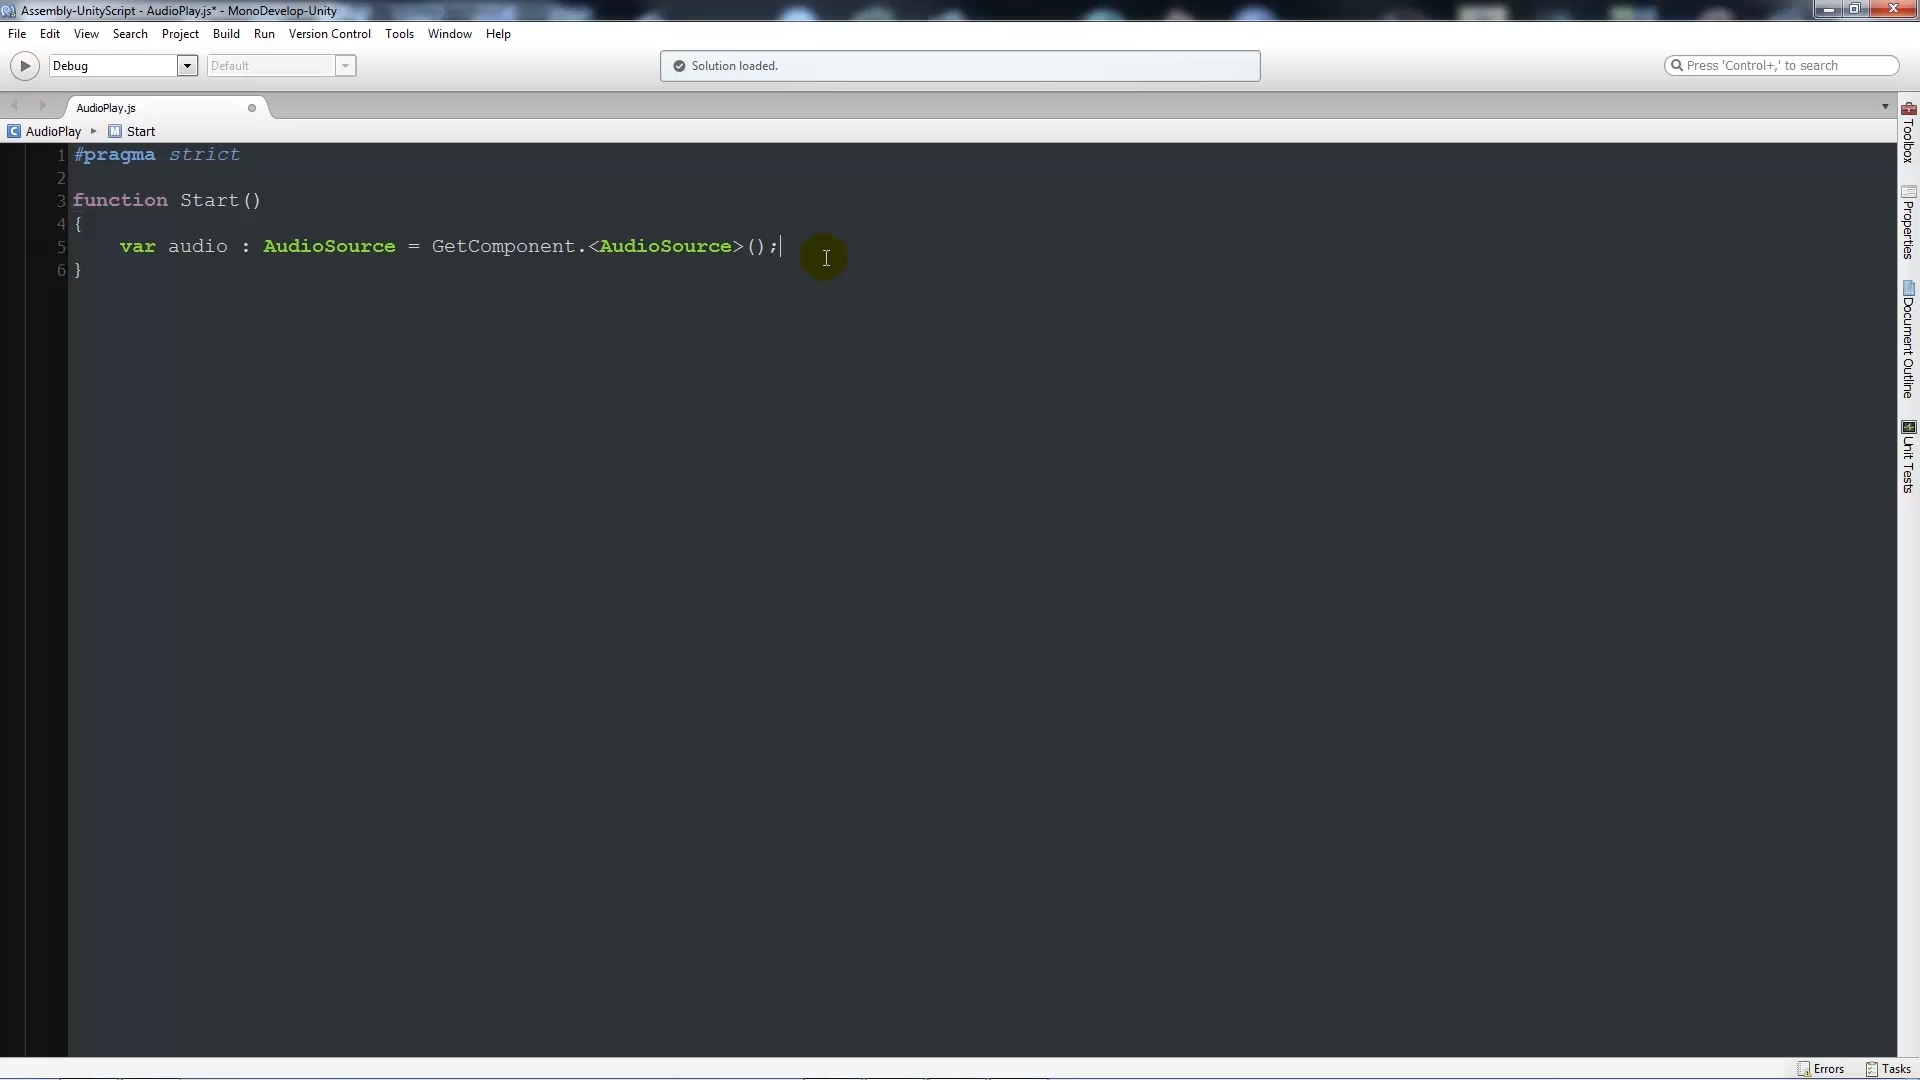 Assembly-UnityScript - AudioPlay.js* - MonoDevelop-Unity
File Edit View Search Project Build Run Version Control Tools Window Help
Debug Default Solution loaded. Press 'Control+,' to search
AudioPlay.js
C AudioPlay M Start
1 #pragma strict
2
3 function Start()
4 {
5 var audio : AudioSource = GetComponent.<AudioSource>();
6 }
Toolbox
Properties
Document Outline
Unit Tests
Errors Tasks